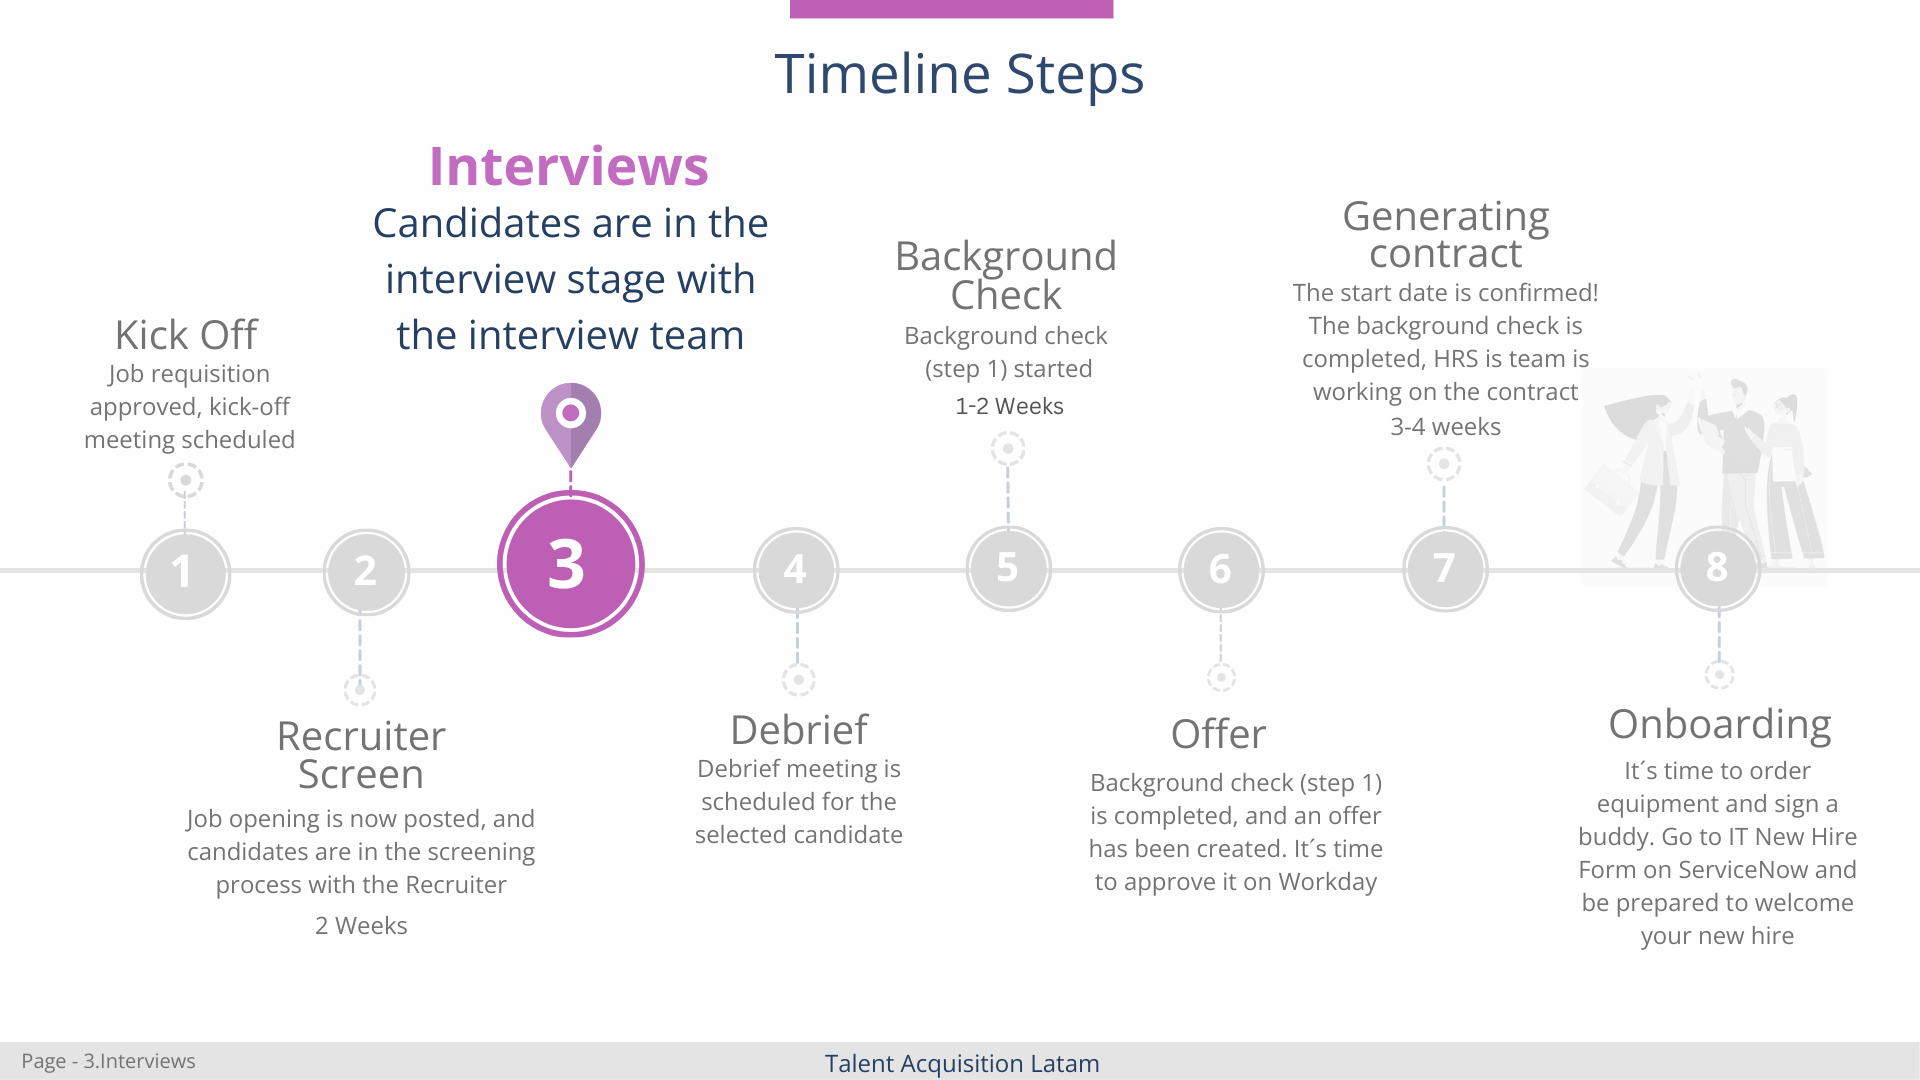 Timeline Steps
Kick Off
Job requisition
approved, kick-off
meeting scheduled
1
Recruiter
Screen
Job opening is now posted, and
candidates are in the screening
process with the Recruiter
2 Weeks
2
Interviews
Candidates are in the
interview stage with
the interview team
3
4
Debrief
Debrief meeting is
scheduled for the
selected candidate
Background
Check
Background check
(step 1) started
1-2 Weeks
5
6
Offer
Background check (step 1)
is completed, and an offer
has been created. It´s time
to approve it on Workday
Generating
contract
The start date is confirmed!
The background check is
completed, HRS is team is
working on the contract
3-4 weeks
7
8
Onboarding
It´s time to order
equipment and sign a
buddy. Go to IT New Hire
Form on ServiceNow and
be prepared to welcome
your new hire
Page - 3.Interviews
Talent Acquisition Latam